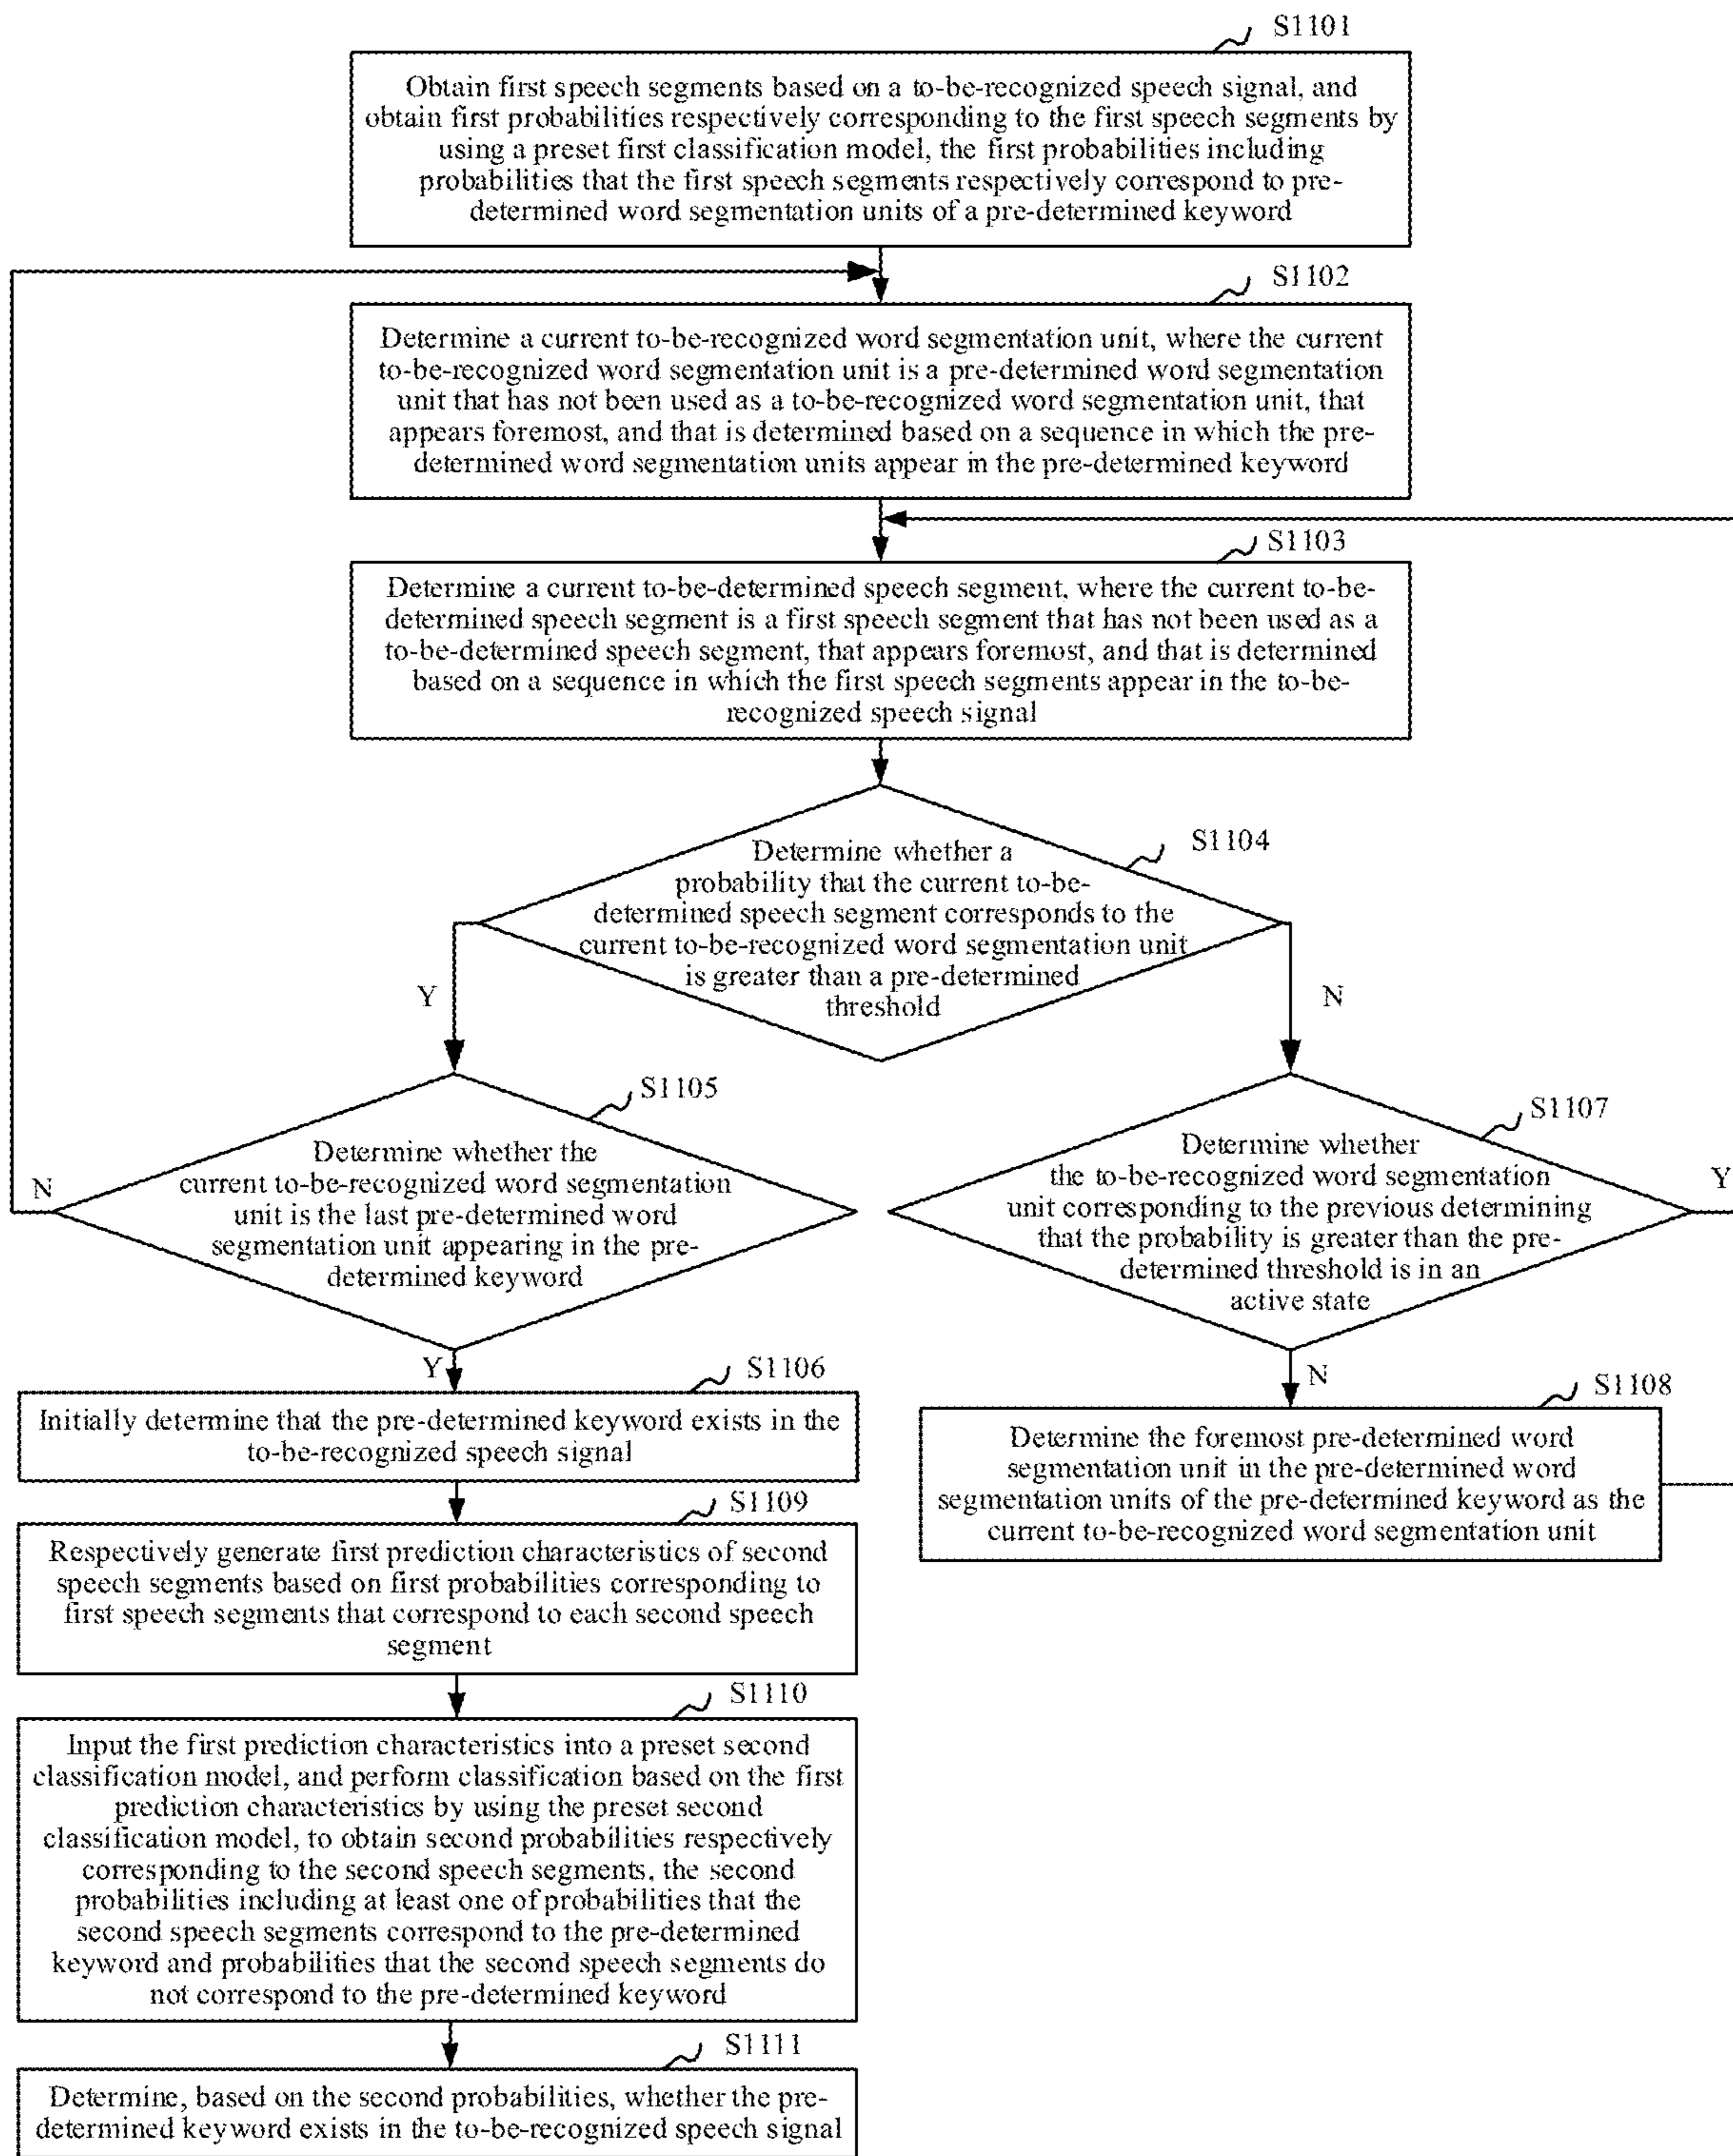 S1101
Obtain first speech segments based on a to-be-recognized speech signal, and
obtain first probabilities respectively corresponding to the first speech segments by
using a preset first classification model, the first probabilities including
probabilities that the first speech segments respectively correspond to pre-
determined word segmentation units of a pre-determined keyword
S1102
Determine a current to-be-recognized word segmentation unit, where the current
to-be-recognized word segmentation unit is a pre-determined word segmentation
unit that has not been used as a to-be-recognized word segmentation unit, that
appears foremost, and that is determined based on a sequence in which the pre-
determined word segmentation units appear in the pre-determined keyword
S1103
Determine a current to-be-determined speech segment, where the current to-be-
determined speech segment is a first speech segment that has not been used as a
to-be-determined speech segment, that appears foremost, and that is determined
based on a sequence in which the first speech segments appear in the to-be-
recognized speech signal
S1104
Determine whether a
probability that the current to-be-
determined speech segment corresponds to the
current to-be-recognized word segmentation unit
is greater than a pre-determined
threshold
Y
N
S1105
Determine whether the
current to-be-recognized word segmentation
unit is the last pre-determined word
segmentation unit appearing in the pre-
determined keyword
N
Y
S1107
Determine whether
the to-be-recognized word segmentation
unit corresponding to the previous determining
that the probability is greater than the pre-
determined threshold is in an
active state
Y
N
S1106
Initially determine that the pre-determined keyword exists in the
to-be-recognized speech signal
S1108
Determine the foremost pre-determined word
segmentation unit in the pre-determined word
segmentation units of the pre-determined keyword as the
current to-be-recognized word segmentation unit
S1109
Respectively generate first prediction characteristics of second
speech segments based on first probabilities corresponding to
first speech segments that correspond to each second speech
segment
S1110
Input the first prediction characteristics into a preset second
classification model, and perform classification based on the first
prediction characteristics by using the preset second
classification model, to obtain second probabilities respectively
corresponding to the second speech segments, the second
probabilities including at least one of probabilities that the
second speech segments correspond to the pre-determined
keyword and probabilities that the second speech segments do
not correspond to the pre-determined keyword
S1111
Determine, based on the second probabilities, whether the pre-
determined keyword exists in the to-be-recognized speech signal